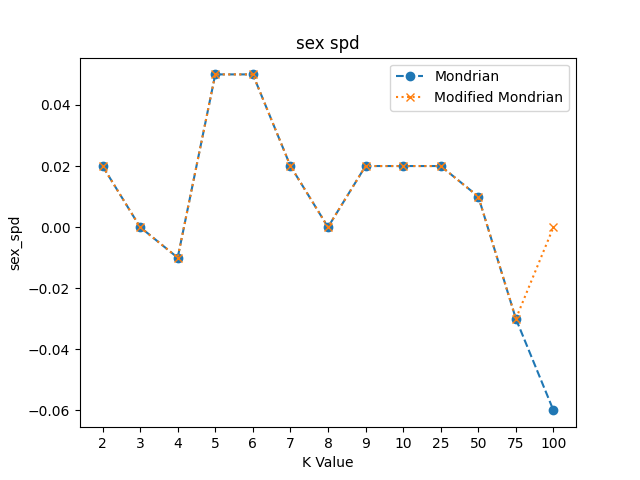 sex spd
Mondrian
Modified Mondrian
sex_spd
0.04
0.02
0.00
−0.02
−0.04
−0.06
2 3 4 5 6 7 8 9 10 25 50 75 100
K Value